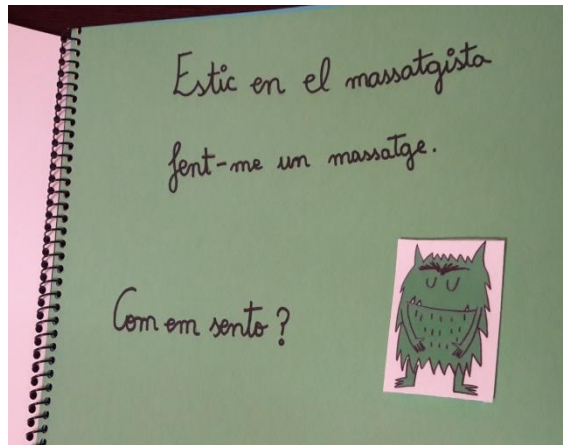 Estic en el massatgista
fent-me un massatge.
Com em sento?